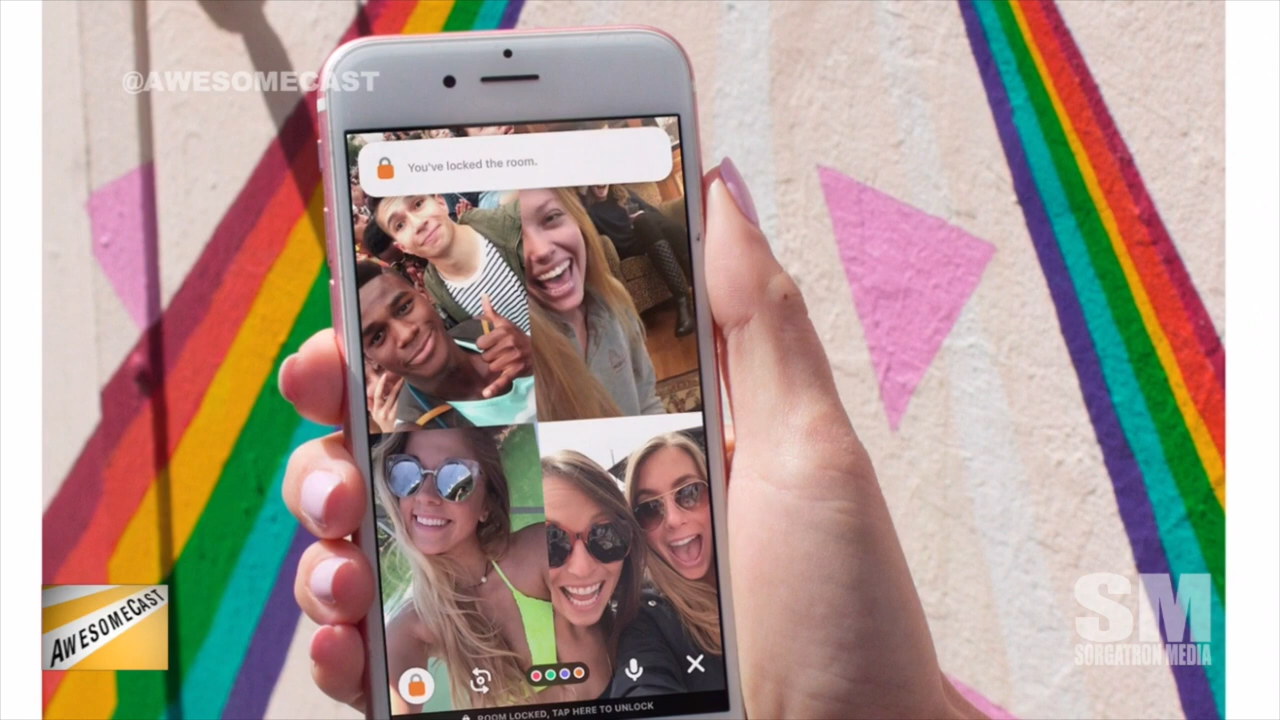 @AWESOMECAST
You've locked the room.
ROOM LOCKED, TAP HERE TO UNLOCK
AWESOMECAST
SM
SORGATRON MEDIA